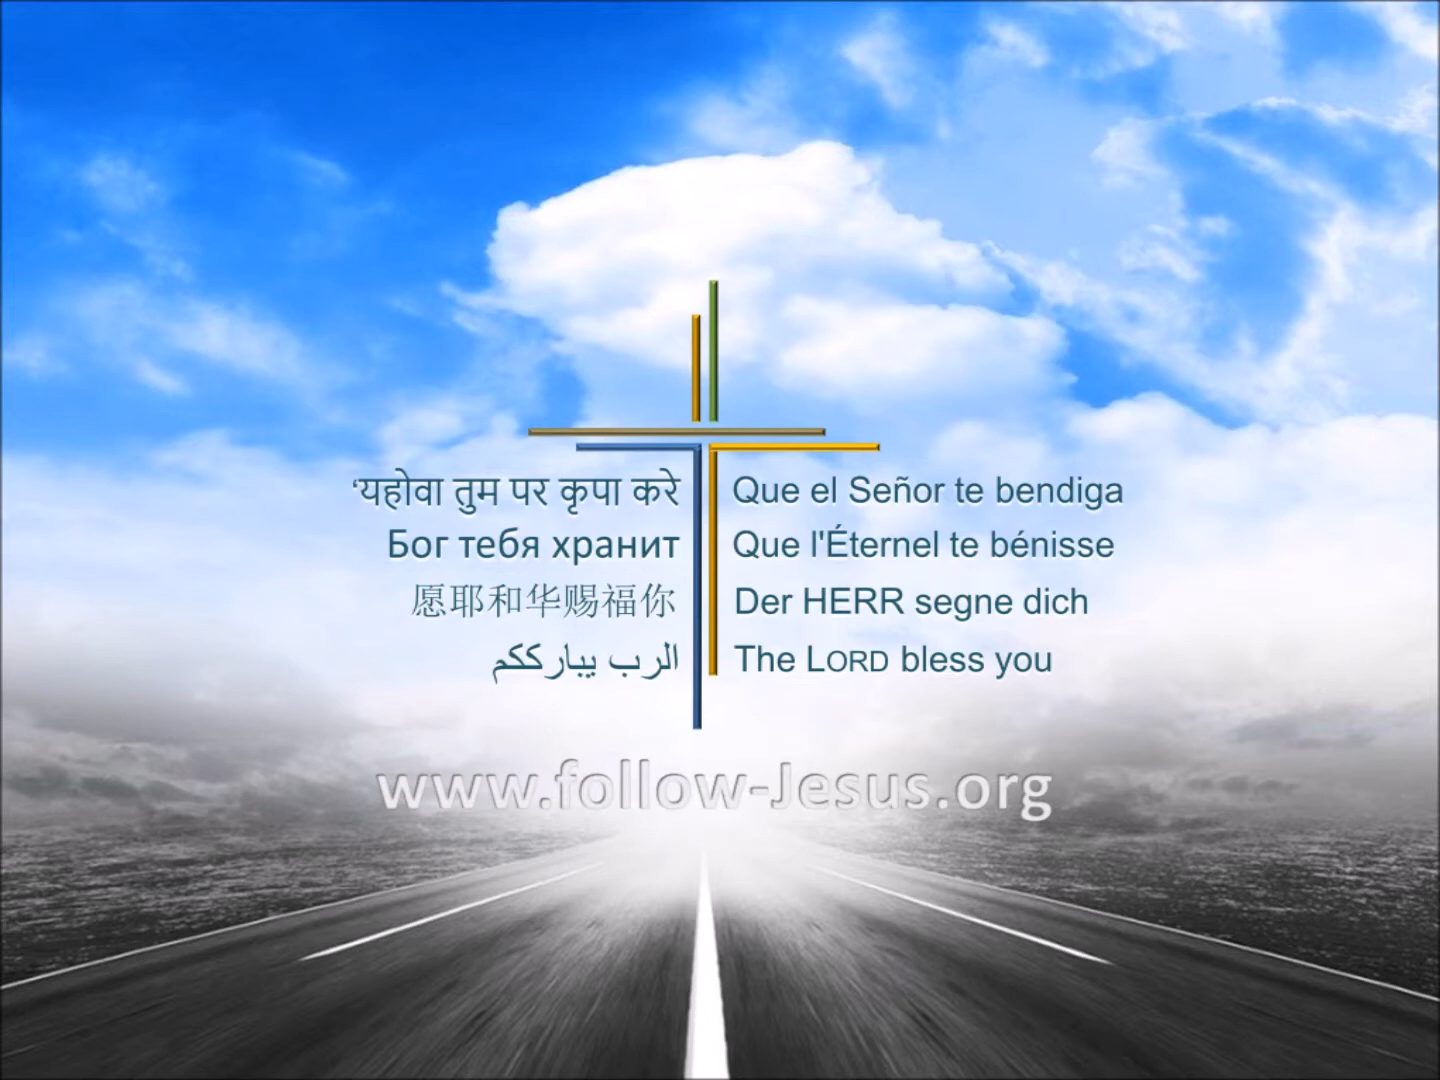 ‘यहोवा तुम पर कृपा करे
Бог тебя хранит
愿耶和华赐福你
الرب يبارككم
Que el Señor te bendiga
Que l'Éternel te bénisse
Der HERR segne dich
The LORD bless you
www.follow-Jesus.org